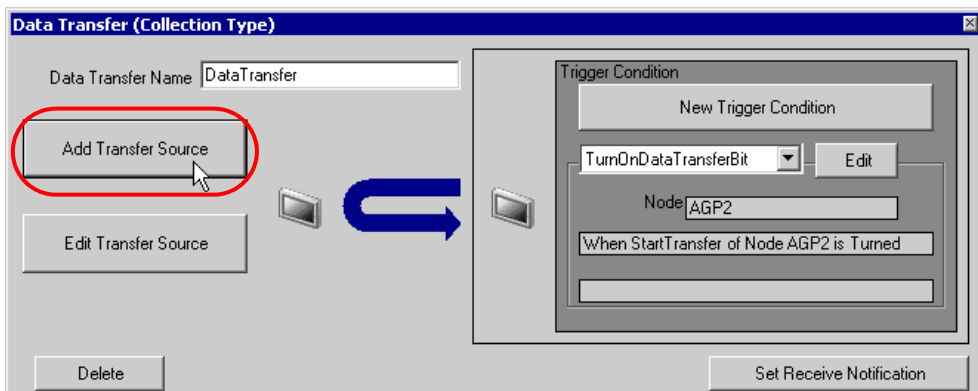 Data Transfer (Collection Type)
Data Transfer Name DataTransfer
Add Transfer Source
Edit Transfer Source
Delete
Trigger Condition
New Trigger Condition
TurnOnDataTransferBit Edit
Node AGP2
When StartTransfer of Node AGP2 is Turned
Set Receive Notification